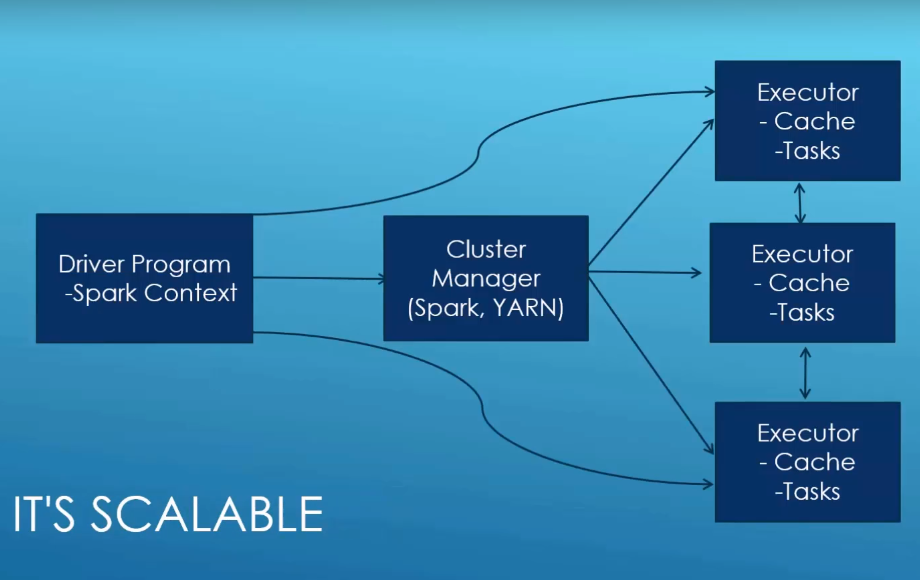 Executor
- Cache
-Tasks
Driver Program
-Spark Context
Cluster
Manager
(Spark, YARN)
Executor
- Cache
-Tasks
Executor
- Cache
-Tasks
IT'S SCALABLE